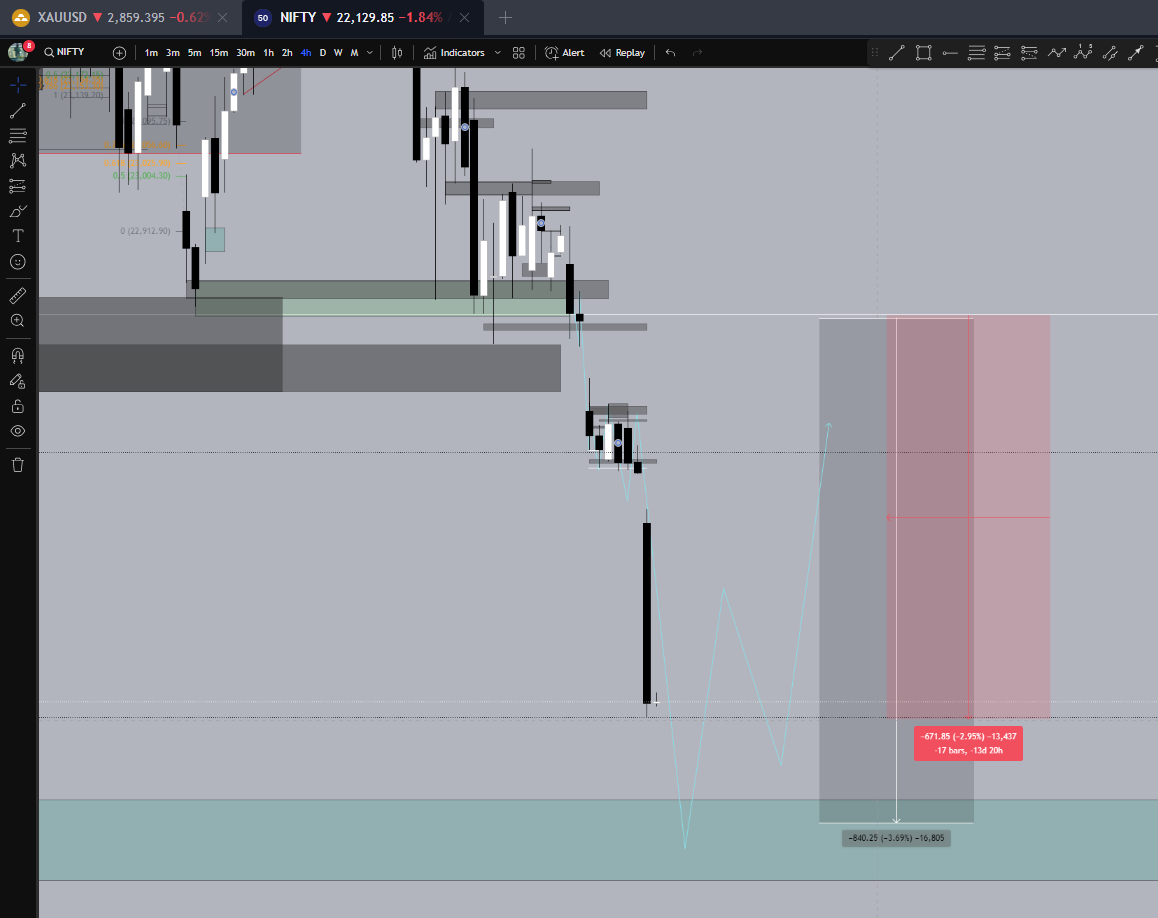 XAUUSD ▼ 2,859.395 −0.62%
50 NIFTY ▼ 22,129.85 −1.84%
8
NIFTY
1m 3m 5m 15m 30m 1h 2h 4h D W M
Indicators
Alert
Replay
1 (23,139.20)
0.5 (23,004.30)
0 (22,912.90)
−671.85 (−2.95%) −13,437
-17 bars, -13d 20h
−840.25 (−3.69%) −16,805